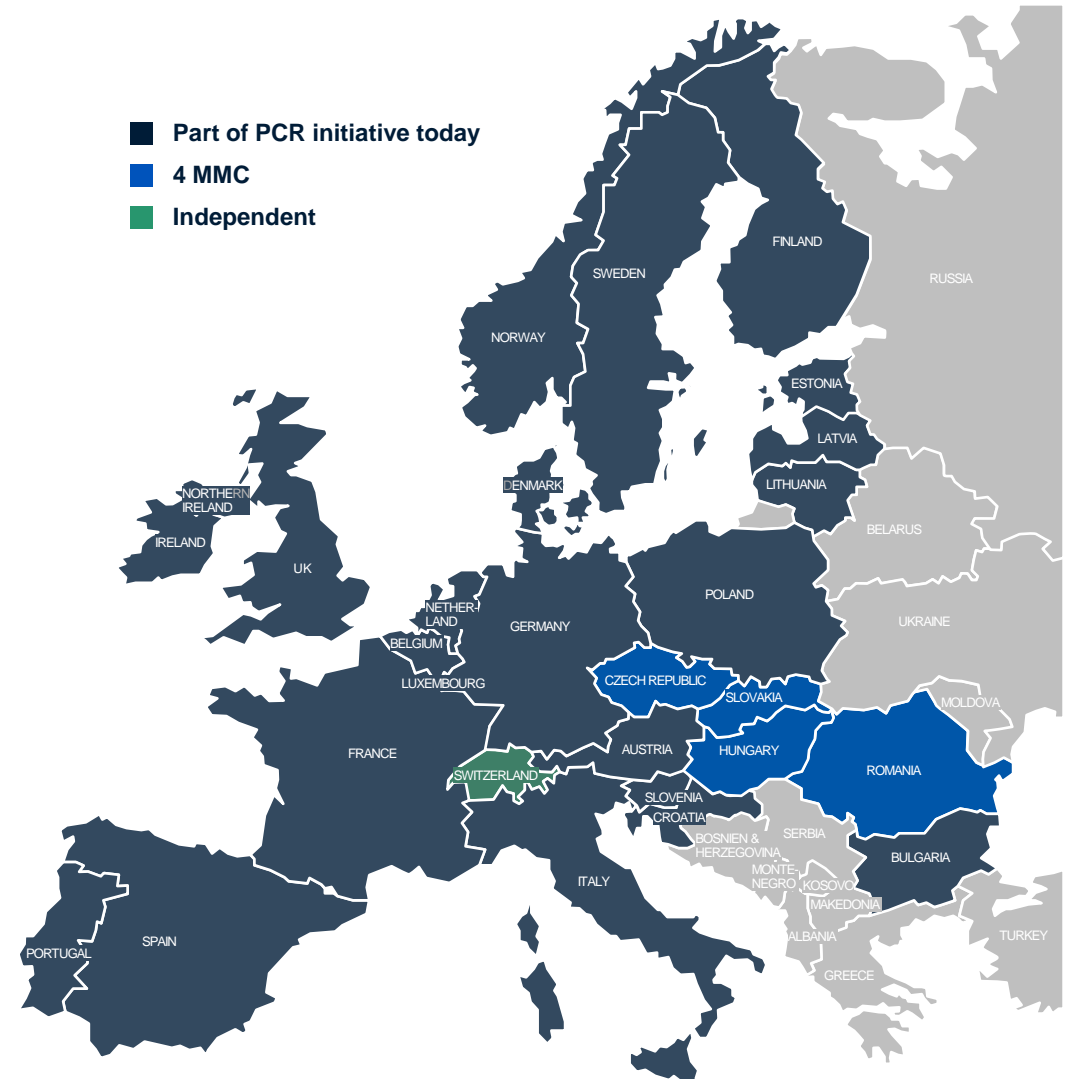 Part of PCR initiative today
4 MMC
Independent
FINLAND
SWEDEN
RUSSIA
NORWAY
ESTONIA
LATVIA
LITHUANIA
DENMARK
NORTHERN
IRELAND
BELARUS
IRELAND
UK
POLAND
NETHER-
LAND
GERMANY
UKRAINE
BELGIUM
CZECH REPUBLIC
LUXEMBOURG
SLOVAKIA
MOLDOVA
FRANCE
AUSTRIA
HUNGARY
ROMANIA
SWITZERLAND
SLOVENIA
CROATIA
SERBIA
BOSNIEN &
HERZEGOVINA
BULGARIA
MONTE-
NEGRO
KOSOVO
ITALY
MAKEDONIA
ALBANIA
TURKEY
SPAIN
PORTUGAL
GREECE